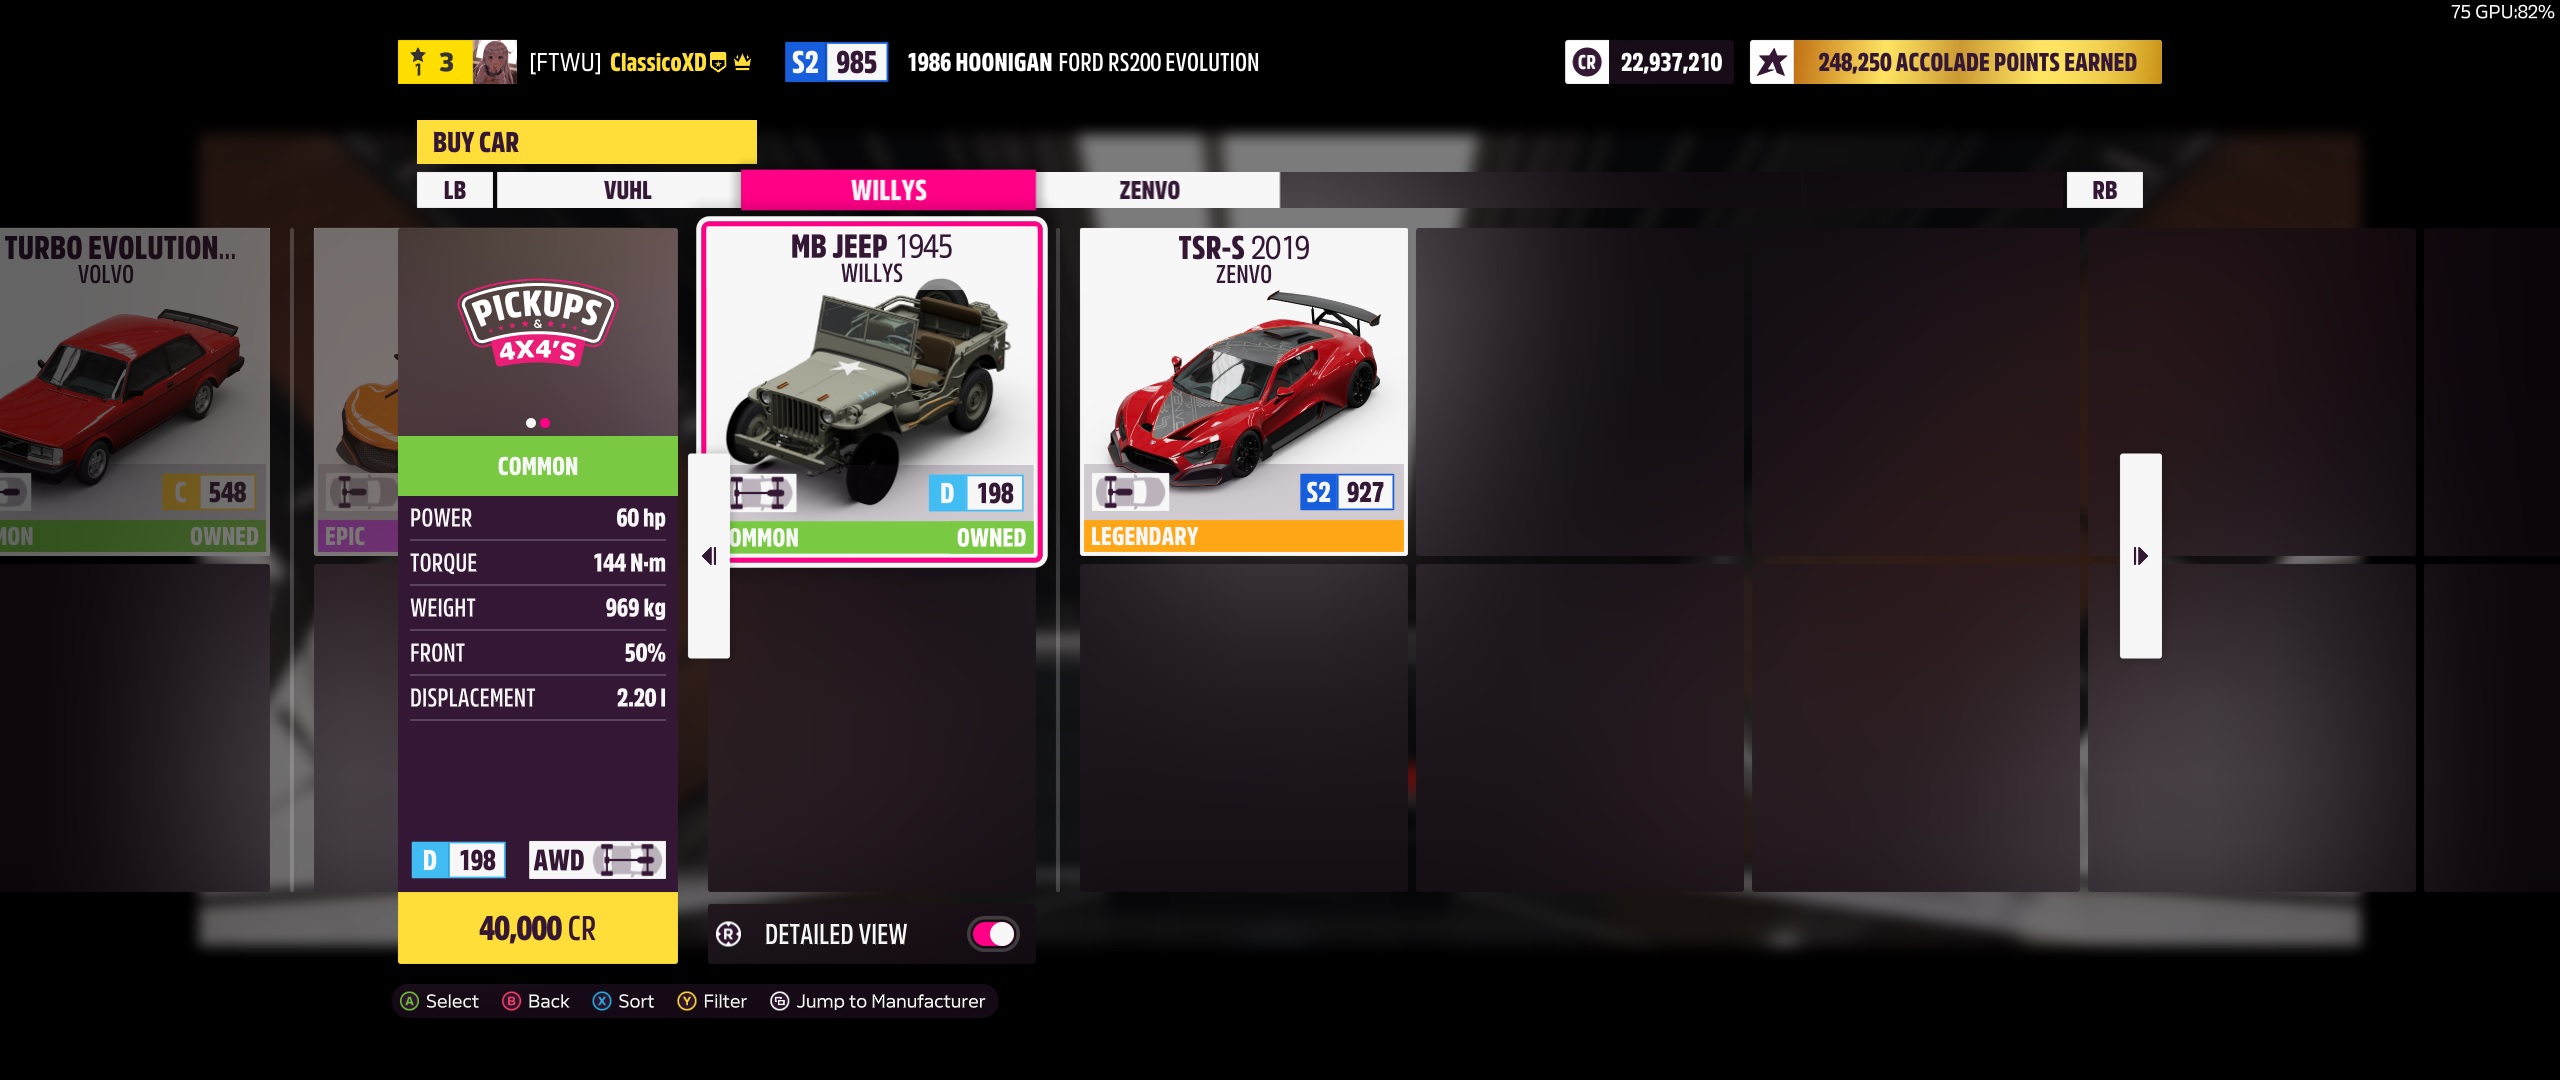 75 GPU:82%
1 3 [FTWU] ClassicoXD S2 985 1986 HOONIGAN FORD RS200 EVOLUTION CR 22,937,210 248,250 ACCOLADE POINTS EARNED
BUY CAR
LB VUHL WILLYS ZENVO RB
TURBO EVOLUTION...
VOLVO
C 548
MON OWNED
EPIC
PICKUPS
&
4X4'S
COMMON
POWER 60 hp
TORQUE 144 N·m
WEIGHT 969 kg
FRONT 50%
DISPLACEMENT 2.20 l
D 198 AWD
40,000 CR
MB JEEP 1945
WILLYS
D 198
OMMON OWNED
TSR-S 2019
ZENVO
S2 927
LEGENDARY
R DETAILED VIEW
A Select B Back X Sort Y Filter Jump to Manufacturer